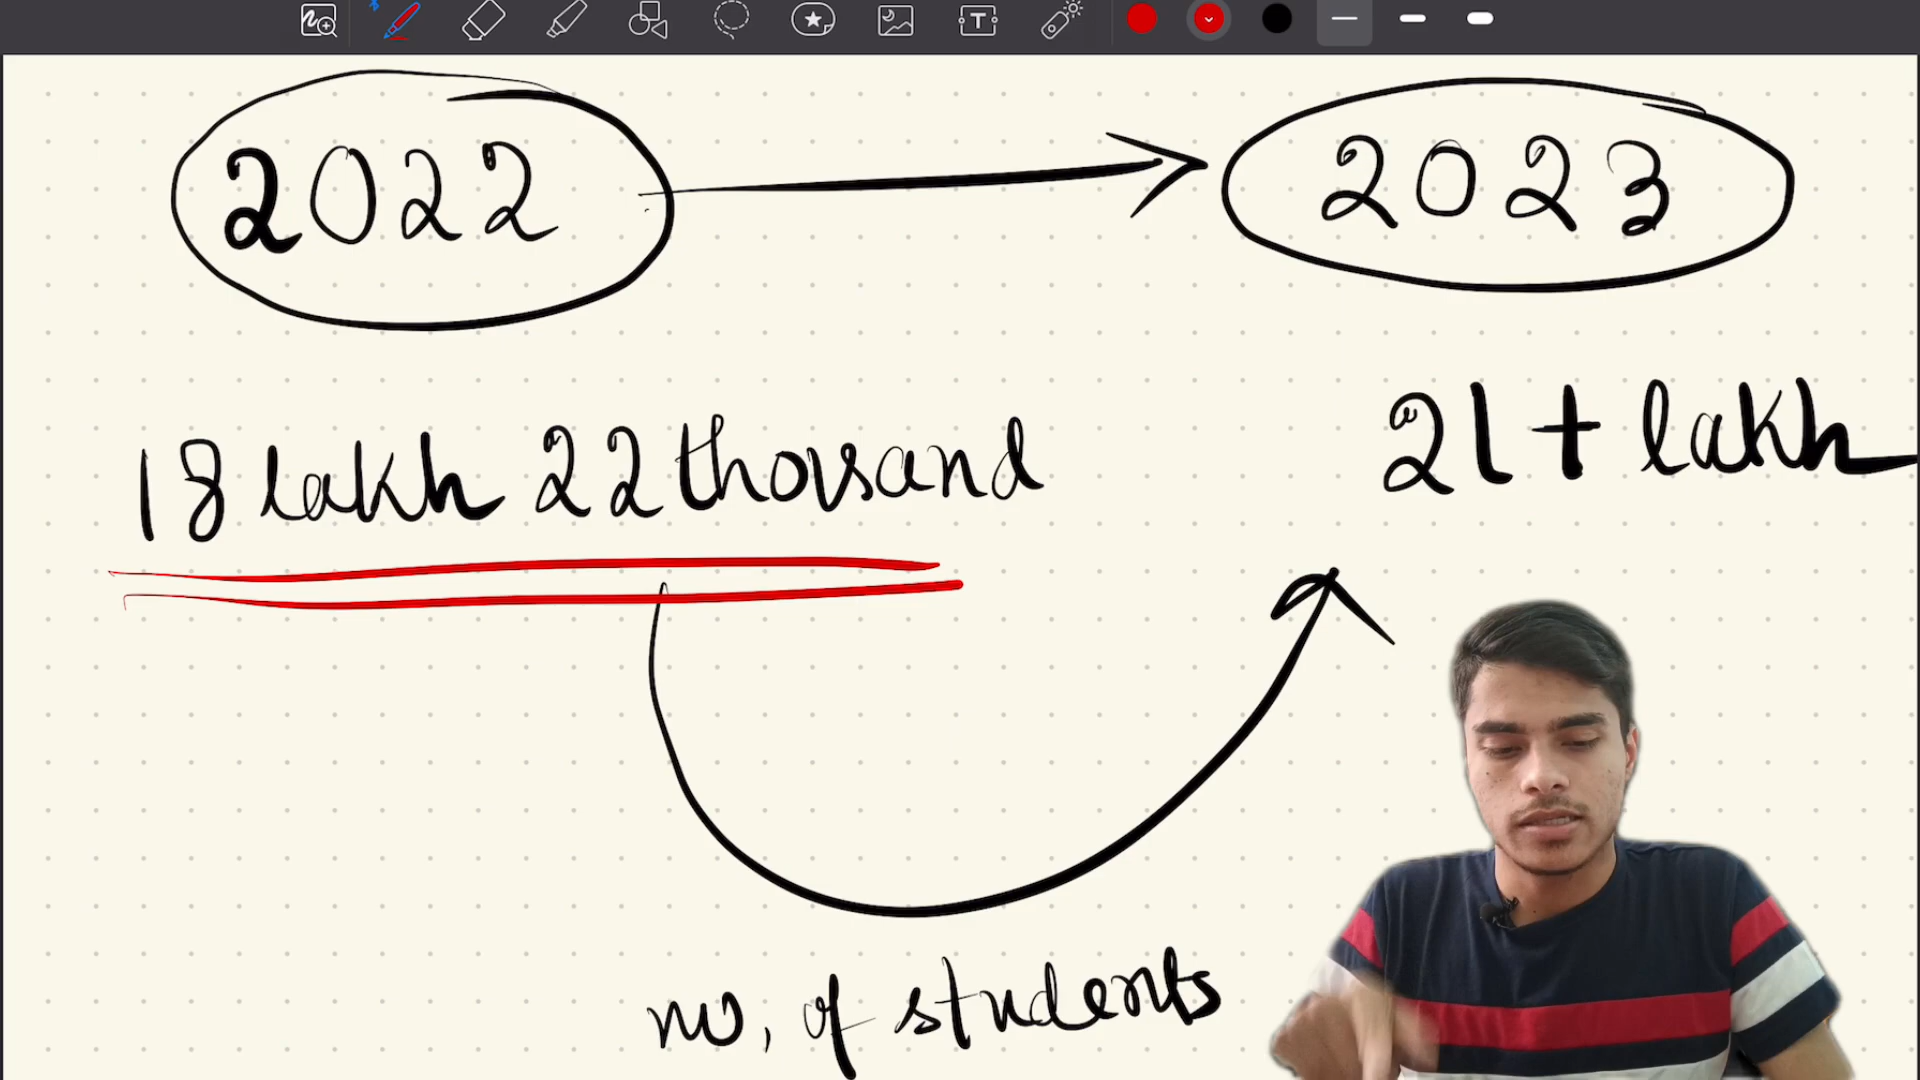 2022
2023
18 lakh 22 thousand
21 + lakh
no. of students